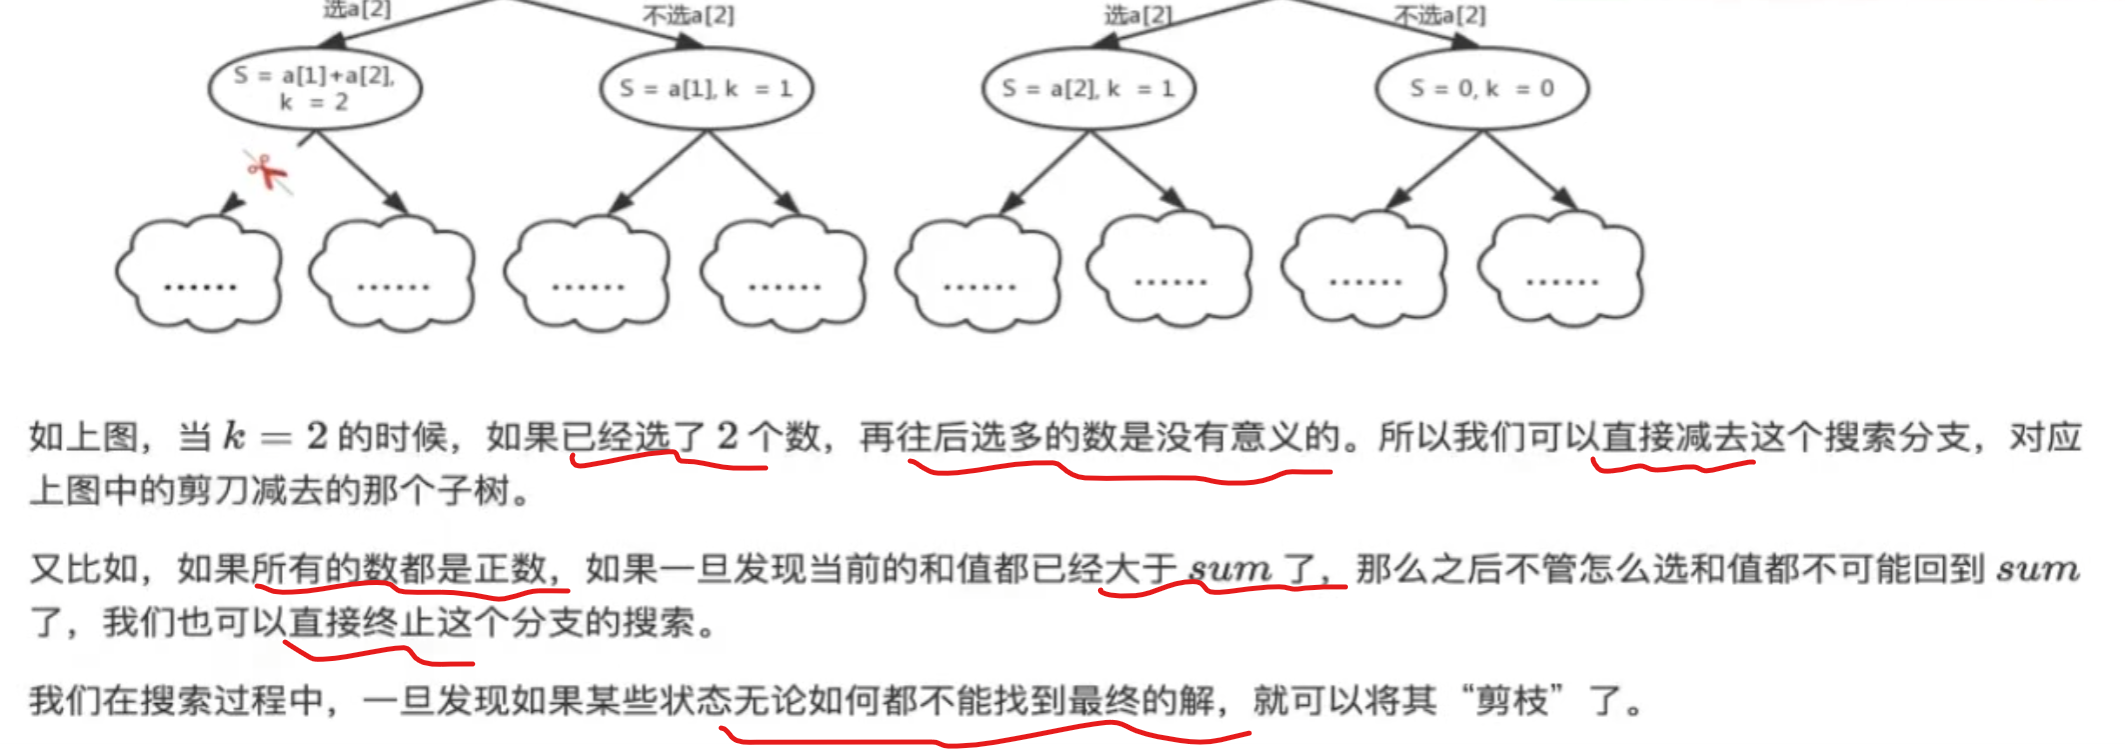 选a[2] 不选a[2] 选a[2] 不选a[2]
S = a[1]+a[2],
k = 2
S = a[1], k = 1
S = a[2], k = 1
S = 0, k = 0
...... ...... ...... ...... ...... ...... ...... ......
如上图，当 k = 2 的时候，如果已经选了 2 个数，再往后选多的数是没有意义的。所以我们可以直接减去这个搜索分支，对应
上图中的剪刀减去的那个子树。
又比如，如果所有的数都是正数，如果一旦发现当前的和值都已经大于 sum 了，那么之后不管怎么选和值都不可能回到 sum
了，我们也可以直接终止这个分支的搜索。
我们在搜索过程中，一旦发现如果某些状态无论如何都不能找到最终的解，就可以将其“剪枝”了。